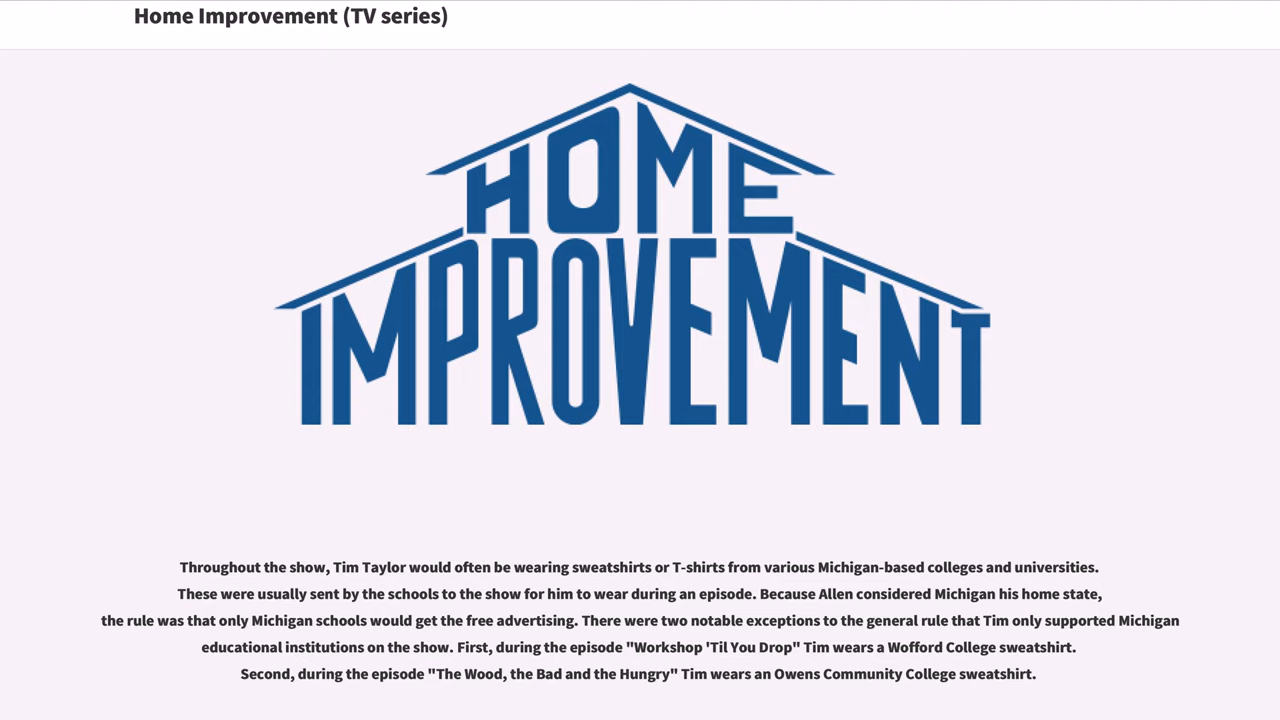 Home Improvement (TV series)
HOME
IMPROVEMENT
Throughout the show, Tim Taylor would often be wearing sweatshirts or T-shirts from various Michigan-based colleges and universities.
These were usually sent by the schools to the show for him to wear during an episode. Because Allen considered Michigan his home state,
the rule was that only Michigan schools would get the free advertising. There were two notable exceptions to the general rule that Tim only supported Michigan
educational institutions on the show. First, during the episode "Workshop 'Til You Drop" Tim wears a Wofford College sweatshirt.
Second, during the episode "The Wood, the Bad and the Hungry" Tim wears an Owens Community College sweatshirt.